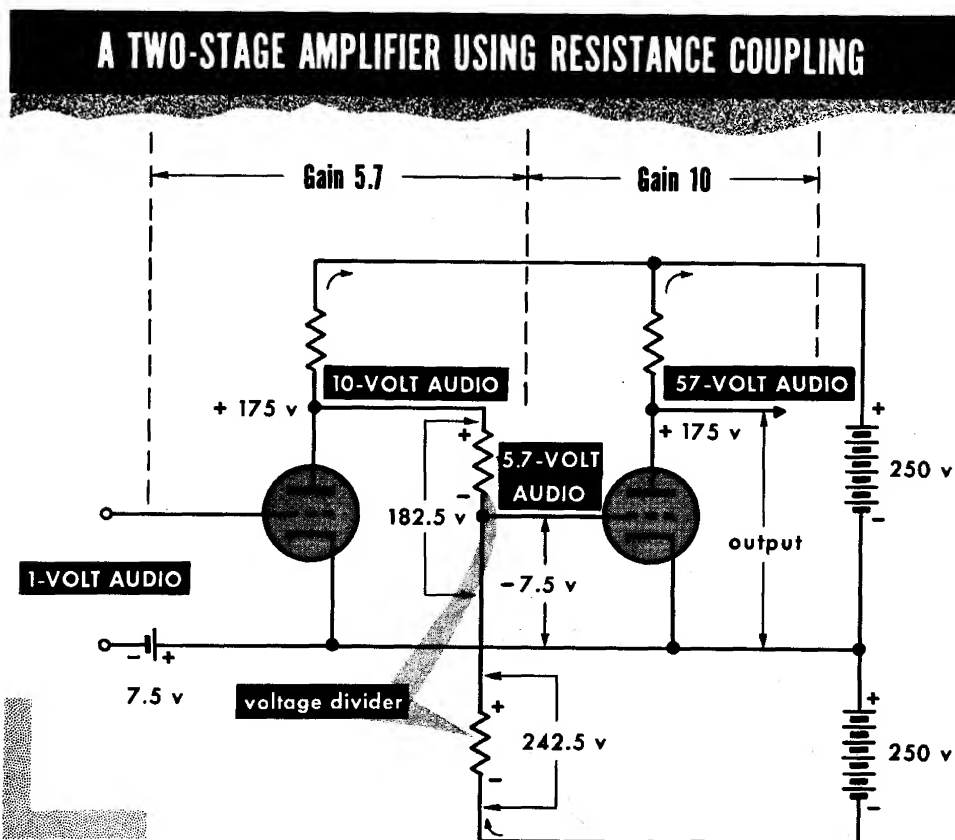 A TWO-STAGE AMPLIFIER USING RESISTANCE COUPLING
Gain 5.7
Gain 10
10-VOLT AUDIO
57-VOLT AUDIO
+ 175 v
+
+ 175 v
+
5.7-VOLT
AUDIO
250 v
–
182.5 v
–
output
1-VOLT AUDIO
– 7.5 v
– +
7.5 v
voltage divider
+
+
242.5 v
250 v
–
–